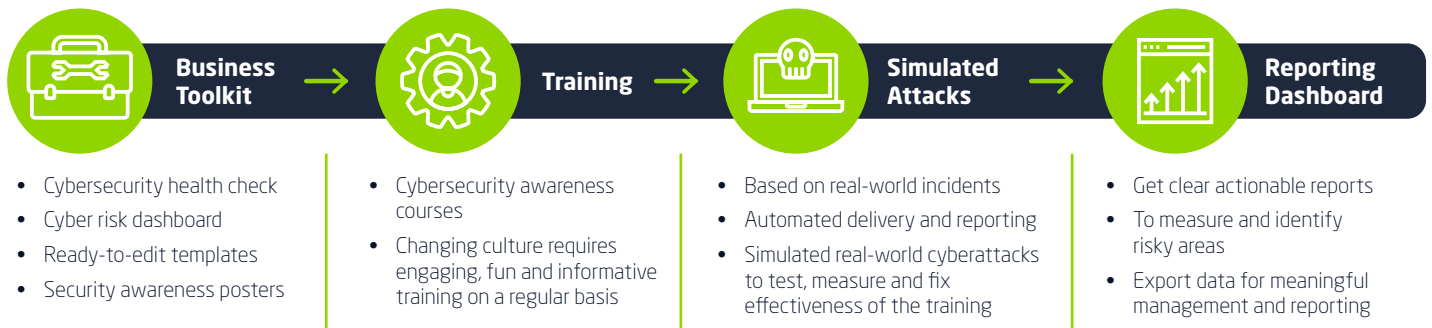 Business
Toolkit
Training
Simulated
Attacks
Reporting
Dashboard
• Cybersecurity health check
• Cyber risk dashboard
• Ready-to-edit templates
• Security awareness posters
• Cybersecurity awareness
courses
• Changing culture requires
engaging, fun and informative
training on a regular basis
• Based on real-world incidents
• Automated delivery and reporting
• Simulated real-world cyberattacks
to test, measure and fix
effectiveness of the training
• Get clear actionable reports
• To measure and identify
risky areas
• Export data for meaningful
management and reporting